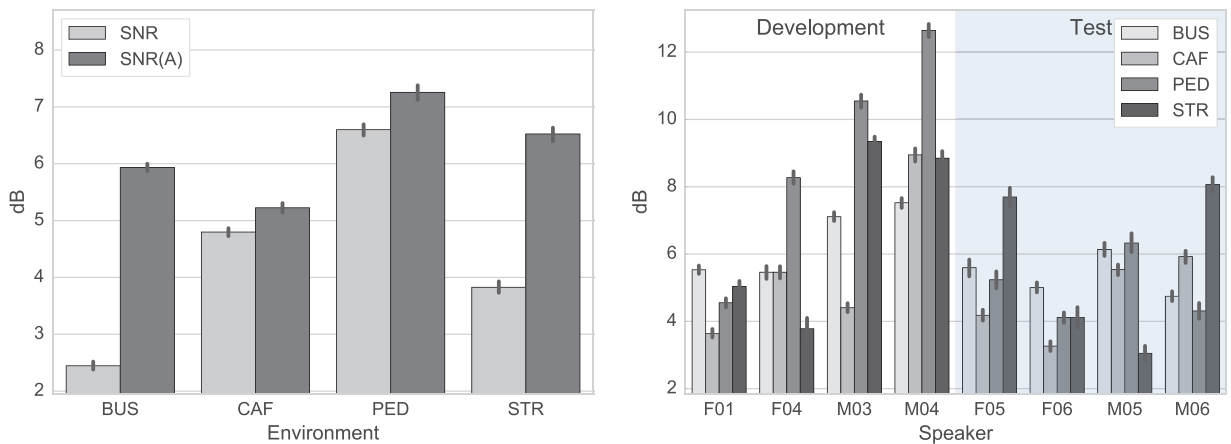 SNR
SNR(A)
8
7
6
5
4
3
2
dB
BUS CAF PED STR
Environment
Development Test
BUS
CAF
PED
STR
12
10
8
6
4
2
dB
F01 F04 M03 M04 F05 F06 M05 M06
Speaker